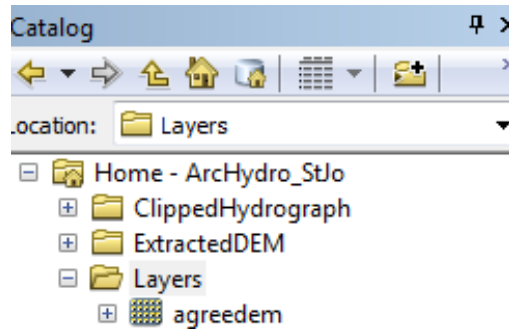 Catalog
Location: Layers
Home - ArcHydro_StJo
ClippedHydrograph
ExtractedDEM
Layers
agreedem